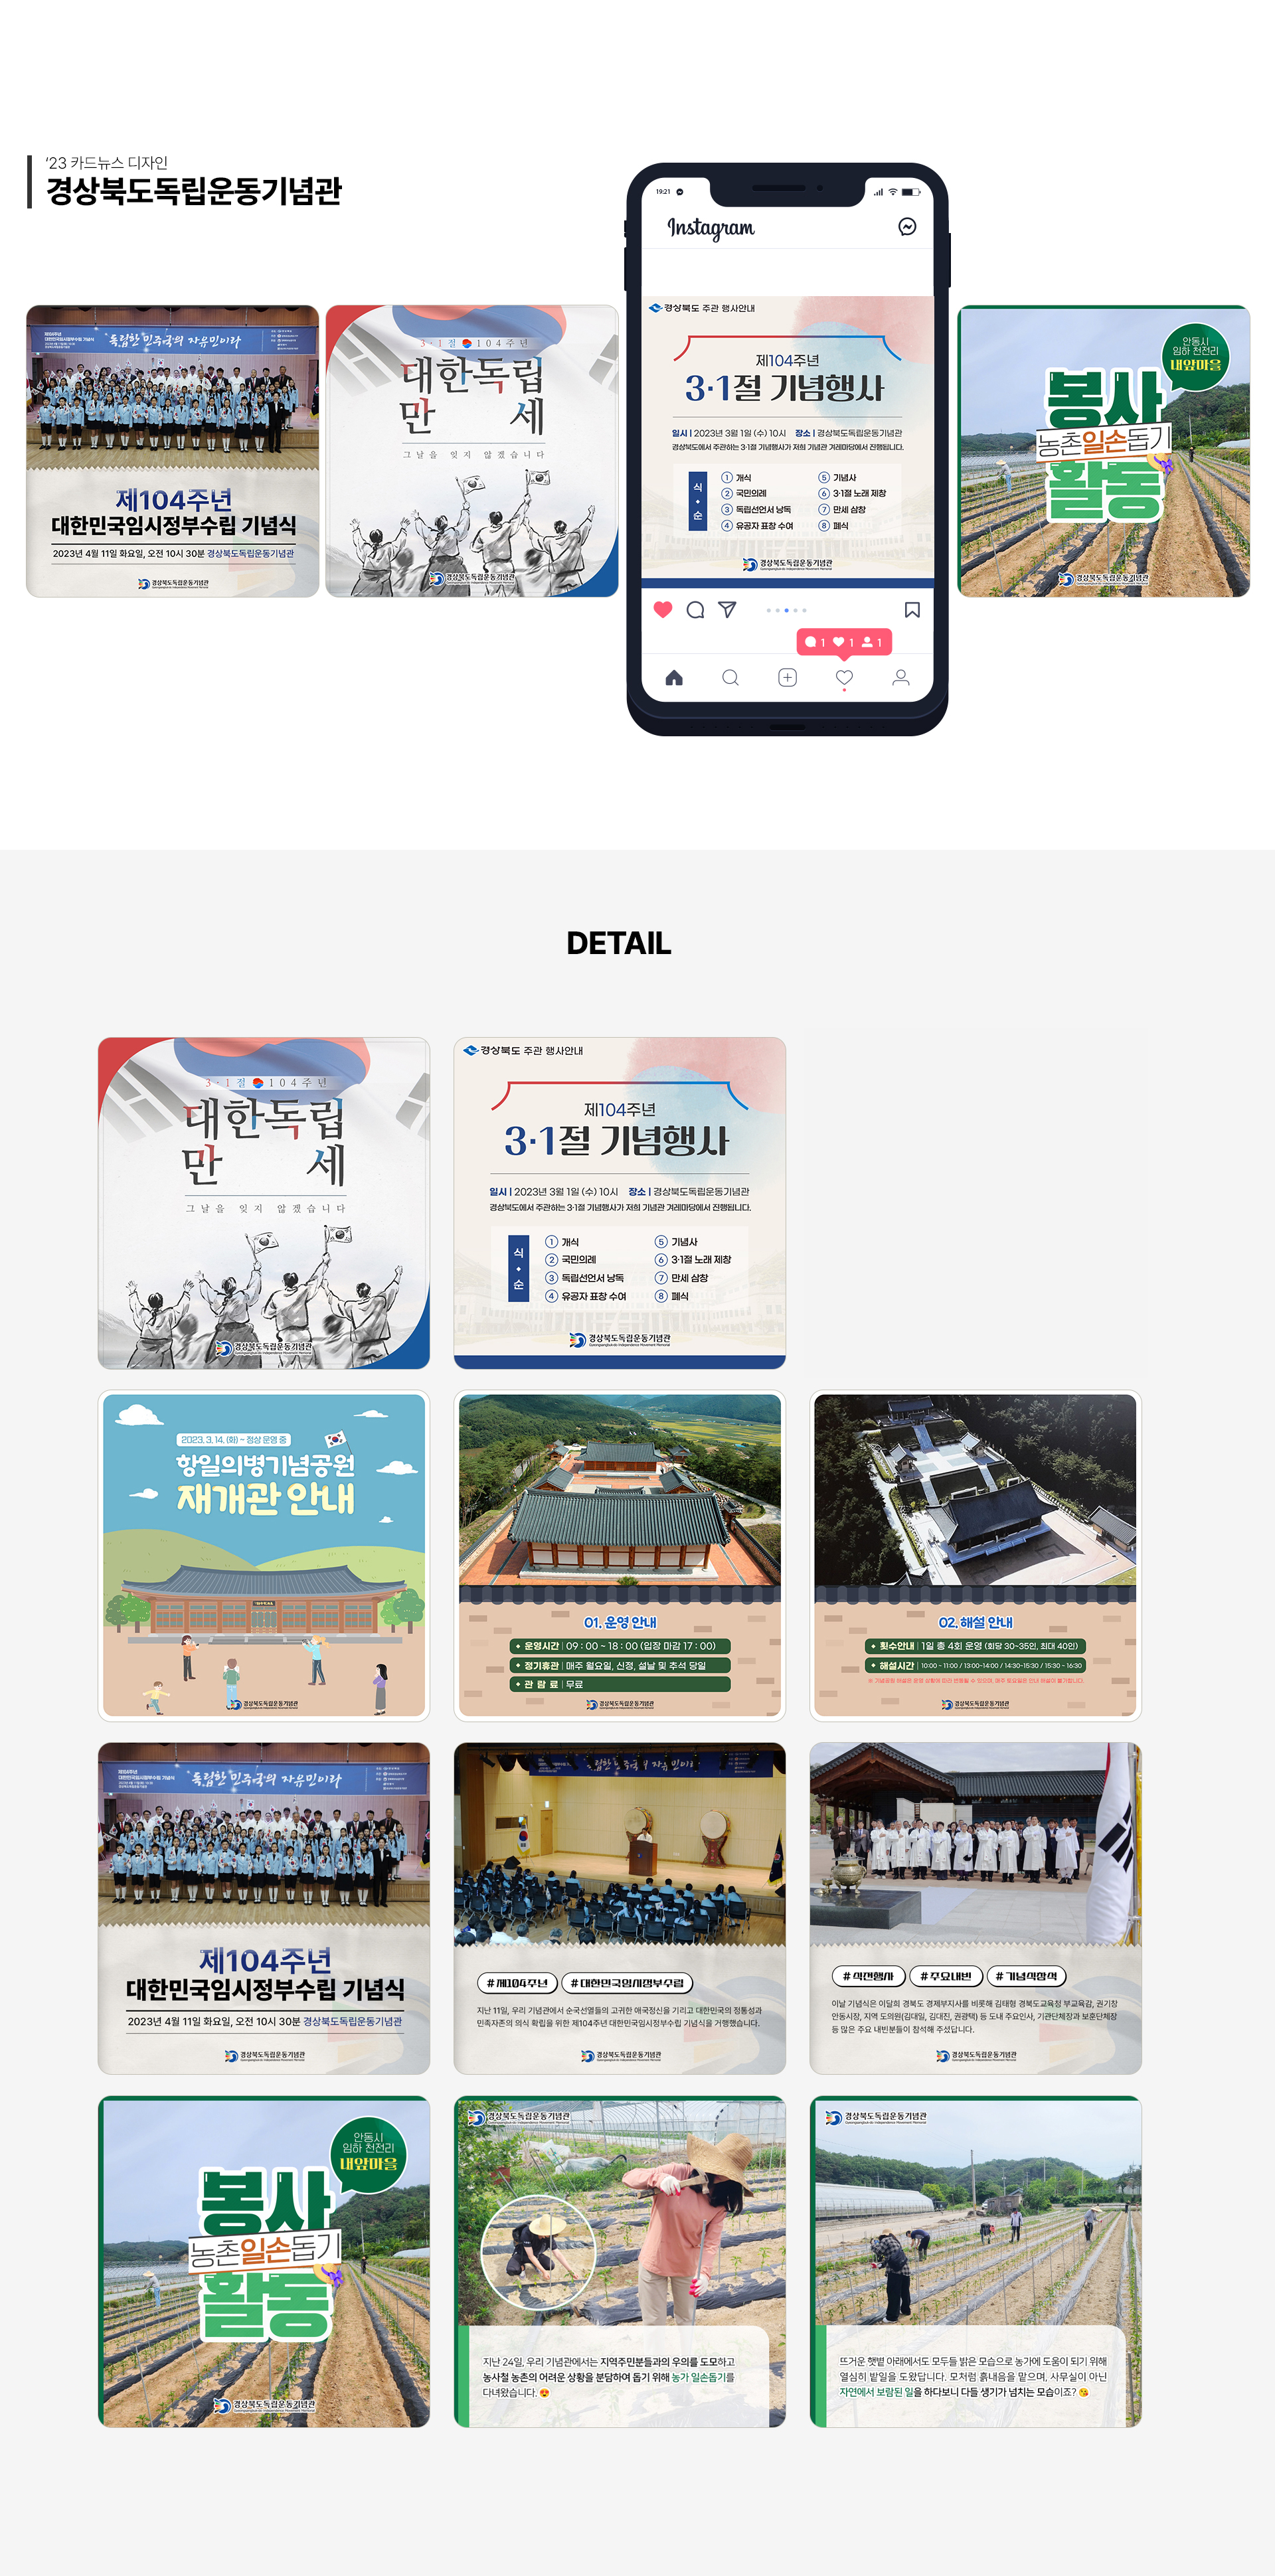 '23 카드뉴스 디자인
경상북도독립운동기념관
제104주년
대한민국임시정부수립 기념식
독립한 민주국의 자유민이라
제104주년
대한민국임시정부수립 기념식
2023년 4월 11일 화요일, 오전 10시 30분 경상북도독립운동기념관
경상북도독립운동기념관
3·1절 104주년
대한독립
만 세
그날을 잊지 않겠습니다
경상북도독립운동기념관
19:21
Instagram
경상북도 주관 행사안내
제104주년
3·1절 기념행사
일시 | 2023년 3월 1일 (수) 10시 장소 | 경상북도독립운동기념관
경상북도에서 주관하는 3·1절 기념행사가 저희 기념관 겨레마당에서 진행됩니다.
식·순
① 개식 ⑤ 기념사
② 국민의례 ⑥ 3·1절 노래 제창
③ 독립선언서 낭독 ⑦ 만세 삼창
④ 유공자 표창 수여 ⑧ 폐식
경상북도독립운동기념관
1 1 1
안동시
임하 천전리
내앞마을
봉사
농촌일손돕기
활동
경상북도독립운동기념관
DETAIL
3·1절 104주년
대한독립
만 세
그날을 잊지 않겠습니다
경상북도독립운동기념관
Gyeongsangbuk-do Independence Movement Memorial
경상북도 주관 행사안내
제104주년
3·1절 기념행사
일시 | 2023년 3월 1일 (수) 10시 장소 | 경상북도독립운동기념관
경상북도에서 주관하는 3·1절 기념행사가 저희 기념관 겨레마당에서 진행됩니다.
식·순
① 개식 ⑤ 기념사
② 국민의례 ⑥ 3·1절 노래 제창
③ 독립선언서 낭독 ⑦ 만세 삼창
④ 유공자 표창 수여 ⑧ 폐식
경상북도독립운동기념관
Gyeongsangbuk-do Independence Movement Memorial
2023. 3. 14. (화) ~ 정상 운영 중
항일의병기념공원
재개관 안내
경상북도독립운동기념관
01. 운영 안내
운영시간 | 09 : 00 ~ 18 : 00 (입장 마감 17 : 00)
정기휴관 | 매주 월요일, 신정, 설날 및 추석 당일
관 람 료 | 무료
경상북도독립운동기념관
02. 해설 안내
횟수안내 | 1일 총 4회 운영 (회당 30~35인, 최대 40인)
해설시간 | 10:00 ~ 11:00 / 13:00~14:00 / 14:30~15:30 / 15:30 ~ 16:30
경상북도독립운동기념관
제104주년
대한민국임시정부수립 기념식
독립한 민주국의 자유민이라
제104주년
대한민국임시정부수립 기념식
2023년 4월 11일 화요일, 오전 10시 30분 경상북도독립운동기념관
경상북도독립운동기념관
# 제104주년 # 대한민국임시정부수립
지난 11일, 우리 기념관에서 순국선열들의 고귀한 애국정신을 기리고 대한민국의 정통성과
민족자존의 의식 확립을 위한 제104주년 대한민국임시정부수립 기념식을 거행했습니다.
경상북도독립운동기념관
# 식전행사 # 주요내빈 # 기념식참석
이날 기념식은 이달희 경북도 경제부지사를 비롯해 김태형 경북도교육청 부교육감, 권기창
안동시장, 지역 도의원(김대일, 김대진, 권광택) 등 도내 주요인사, 기관단체장과 보훈단체장
등 많은 주요 내빈분들이 참석해 주셨답니다.
경상북도독립운동기념관
안동시
임하 천전리
내앞마을
봉사
농촌일손돕기
활동
경상북도독립운동기념관
경상북도독립운동기념관
지난 24일, 우리 기념관에서는 지역주민분들과의 우의를 도모하고
농사철 농촌의 어려운 상황을 분담하여 돕기 위해 농가 일손돕기를
다녀왔습니다. 😍
경상북도독립운동기념관
뜨거운 햇볕 아래에서도 모두들 밝은 모습으로 농가에 도움이 되기 위해
열심히 밭일을 도왔답니다. 모처럼 흙내음을 맡으며, 사무실이 아닌
자연에서 보람된 일을 하다보니 다들 생기가 넘치는 모습이죠? 😘